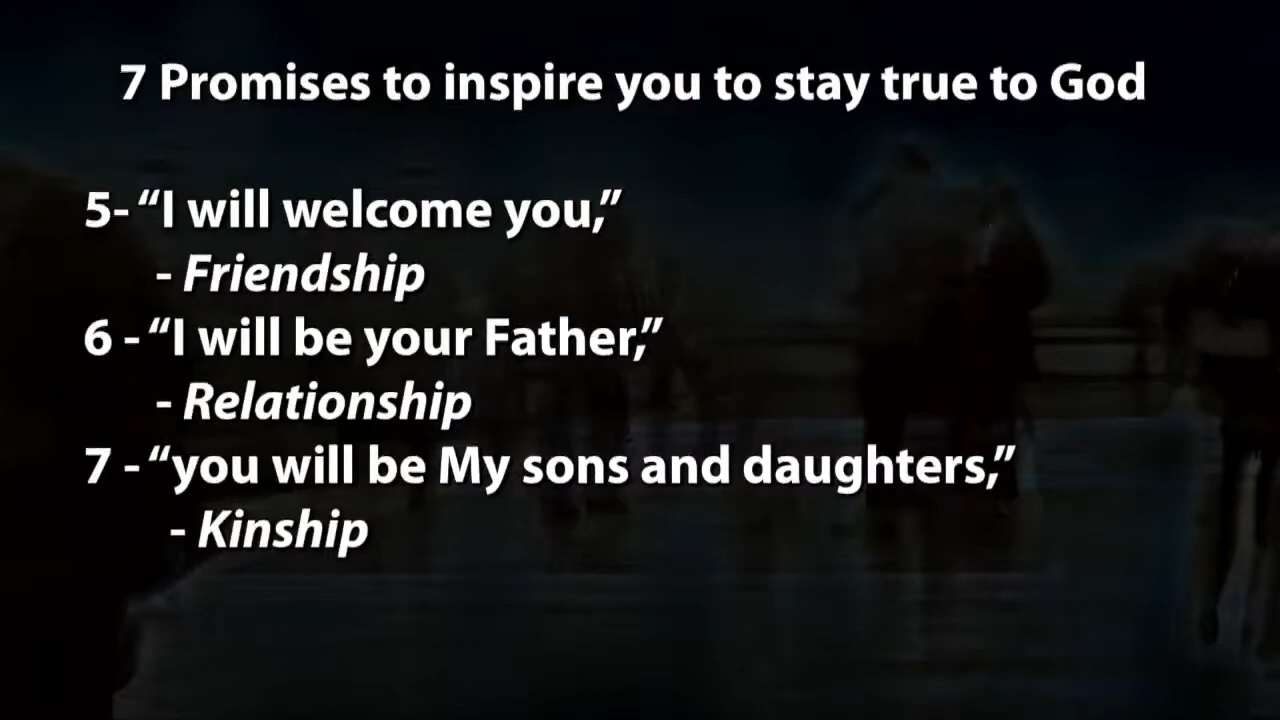 7 Promises to inspire you to stay true to God
5- “I will welcome you,”
- Friendship
6 - “I will be your Father,”
- Relationship
7 - “you will be My sons and daughters,”
- Kinship